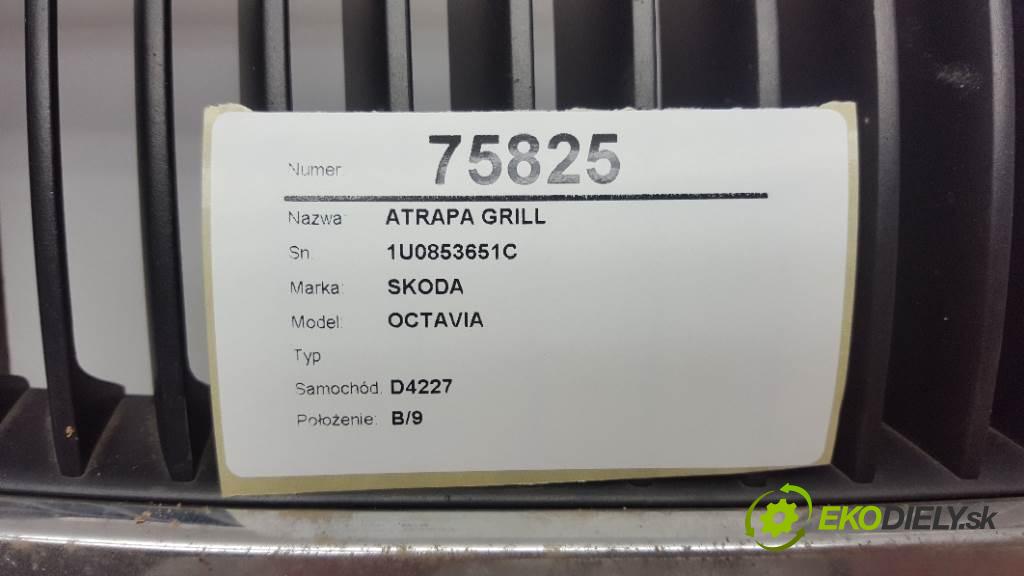 Numer: 75825
Nazwa: ATRAPA GRILL
Sn. 1U0853651C
Marka: SKODA
Model: OCTAVIA
Typ
Samochód. D4227
Położenie: B/9
EKODIELY.sk